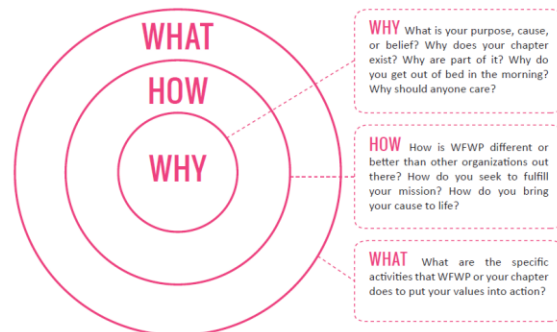 WHAT
HOW
WHY
WHY What is your purpose, cause,
or belief? Why does your chapter
exist? Why are part of it? Why do
you get out of bed in the morning?
Why should anyone care?
HOW How is WFWP different or
better than other organizations out
there? How do you seek to fulfill
your mission? How do you bring
your cause to life?
WHAT What are the specific
activities that WFWP or your chapter
does to put your values into action?